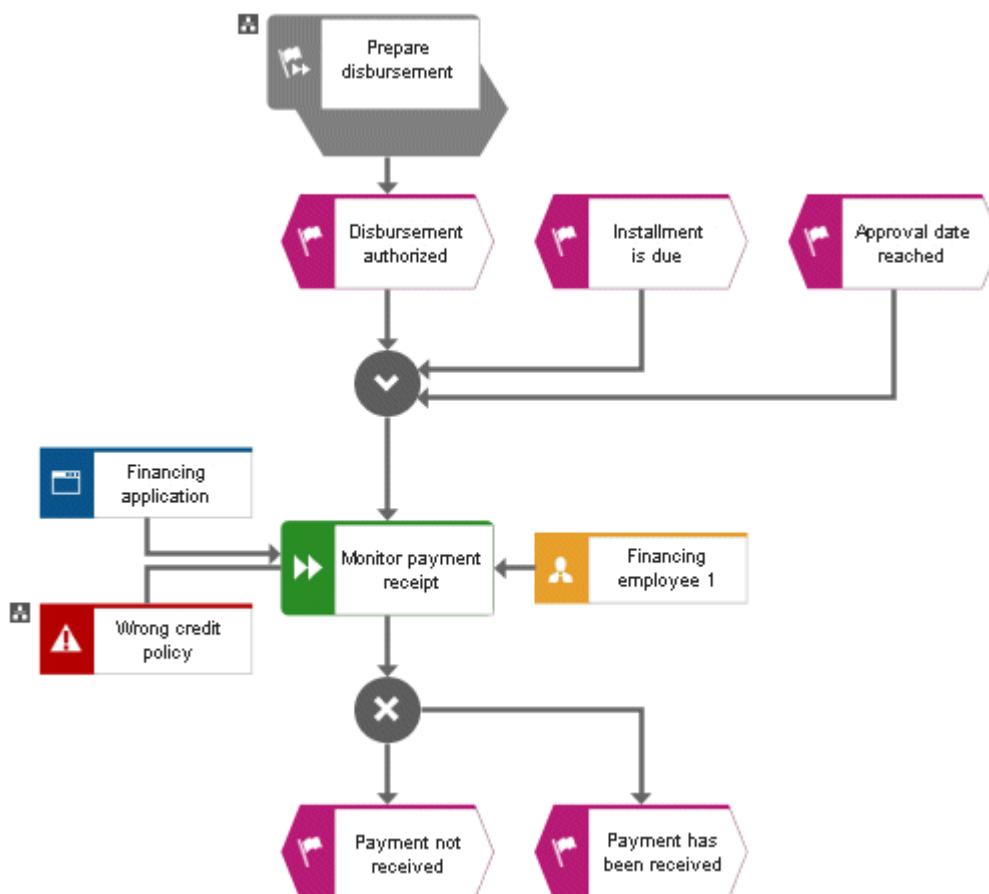 Prepare
disbursement
Disbursement
authorized
Installment
is due
Approval date
reached
Financing
application
Monitor payment
receipt
Financing
employee 1
Wrong credit
policy
Payment not
received
Payment has
been received